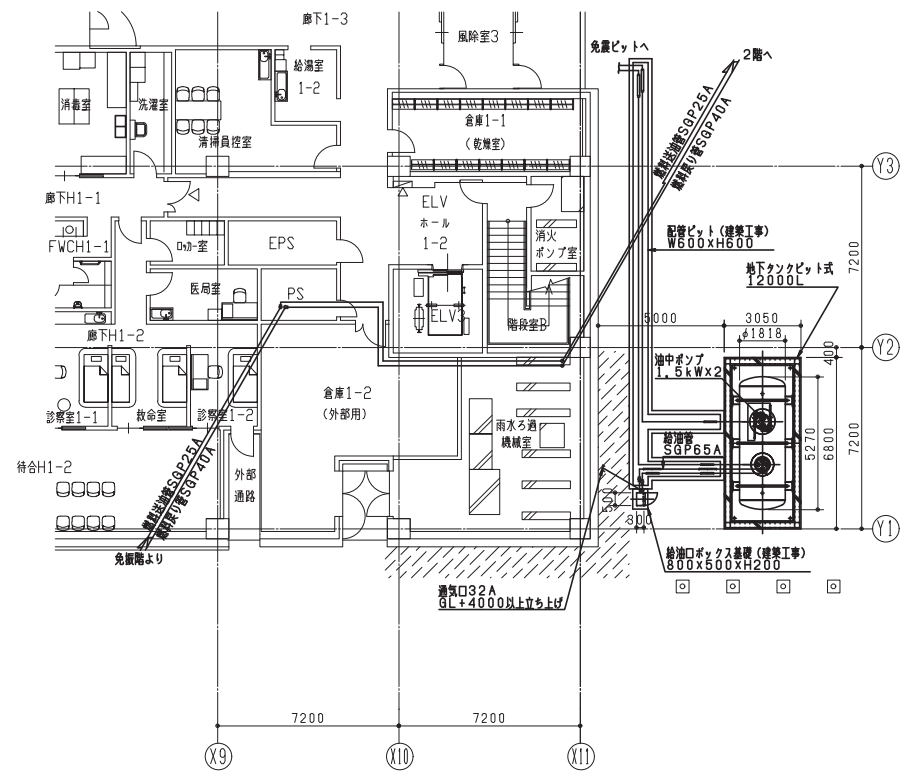 廊下1-3
風除室3
免震ピットへ
2階へ
給湯室
1-2
消毒室
洗濯室
清掃員控室
倉庫1-1
(乾燥室)
燃料送油管SGP25A
燃料戻り管SGP40A
Y3
廊下H1-1
ELV
ホール
1-2
FWCH1-1
ロッカー室
EPS
消火
ポンプ室
配管ピット(建築工事)
W600×H600
7200
地下タンクピット式
12000L
医局室
PS
ELV3
階段室B
5000
3050
φ1818
廊下H1-2
400
Y2
油中ポンプ
1.5kW×2
倉庫1-2
(外部用)
診察室1-1
救命室
診察室1-2
雨水ろ過
機械室
給油管
SGP65A
5270
6800
7200
待合H1-2
燃料送油管SGP25A
燃料戻り管SGP40A
外部
通路
500
300
Y1
免振階より
給油口ボックス基礎(建築工事)
800×500×H200
通気口32A
GL+4000以上立ち上げ
7200
7200
X9
X10
X11